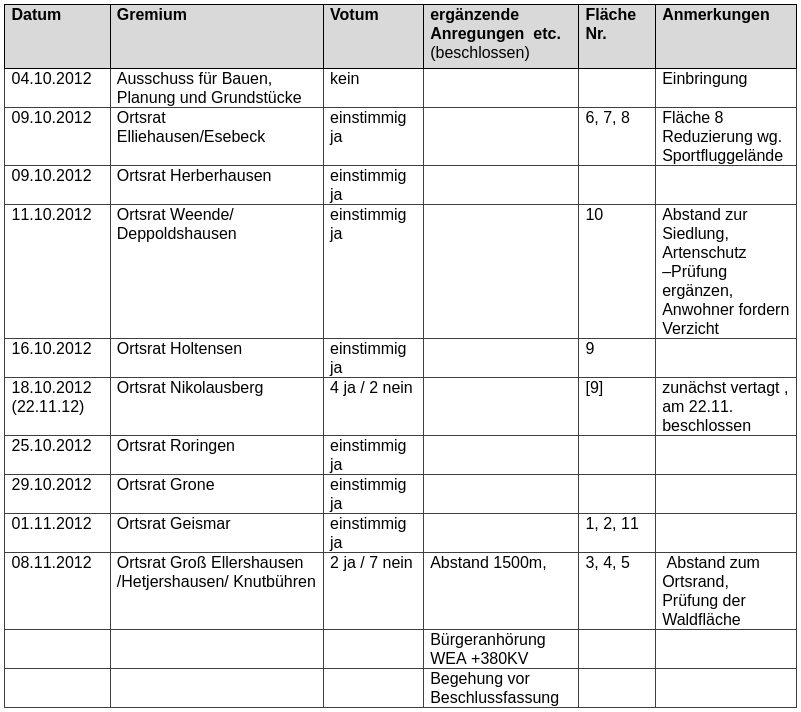 Datum Gremium Votum ergänzende Anregungen etc. (beschlossen) Fläche Nr. Anmerkungen
04.10.2012 Ausschuss für Bauen, Planung und Grundstücke kein Einbringung
09.10.2012 Ortsrat Elliehausen/Esebeck einstimmig ja 6, 7, 8 Fläche 8 Reduzierung wg. Sportfluggelände
09.10.2012 Ortsrat Herberhausen einstimmig ja
11.10.2012 Ortsrat Weende/ Deppoldshausen einstimmig ja 10 Abstand zur Siedlung, Artenschutz –Prüfung ergänzen, Anwohner fordern Verzicht
16.10.2012 Ortsrat Holtensen einstimmig ja 9
18.10.2012 (22.11.12) Ortsrat Nikolausberg 4 ja / 2 nein [9] zunächst vertagt , am 22.11. beschlossen
25.10.2012 Ortsrat Roringen einstimmig ja
29.10.2012 Ortsrat Grone einstimmig ja
01.11.2012 Ortsrat Geismar einstimmig ja 1, 2, 11
08.11.2012 Ortsrat Groß Ellershausen /Hetjershausen/ Knutbühren 2 ja / 7 nein Abstand 1500m, 3, 4, 5 Abstand zum Ortsrand, Prüfung der Waldfläche
Bürgeranhörung WEA +380KV
Begehung vor Beschlussfassung